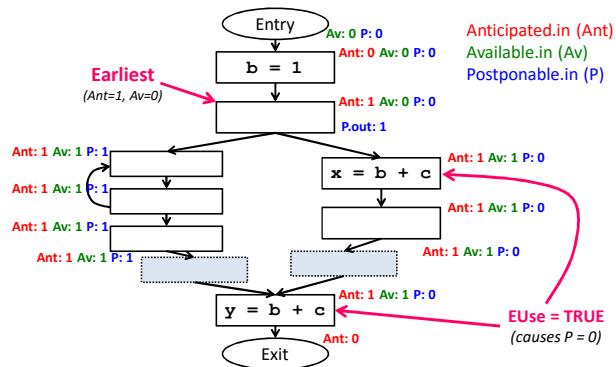 Entry
Anticipated.in (Ant)
Available.in (Av)
Postponable.in (P)
Av: 0 P: 0
Ant: 0 Av: 0 P: 0
b = 1
Earliest
(Ant=1, Av=0)
Ant: 1 Av: 0 P: 0
P.out: 1
Ant: 1 Av: 1 P: 1
Ant: 1 Av: 1 P: 0
x = b + c
Ant: 1 Av: 1 P: 1
Ant: 1 Av: 1 P: 0
Ant: 1 Av: 1 P: 1
Ant: 1 Av: 1 P: 1
Ant: 1 Av: 1 P: 0
Ant: 1 Av: 1 P: 0
y = b + c
EUse = TRUE
(causes P = 0)
Ant: 0
Exit